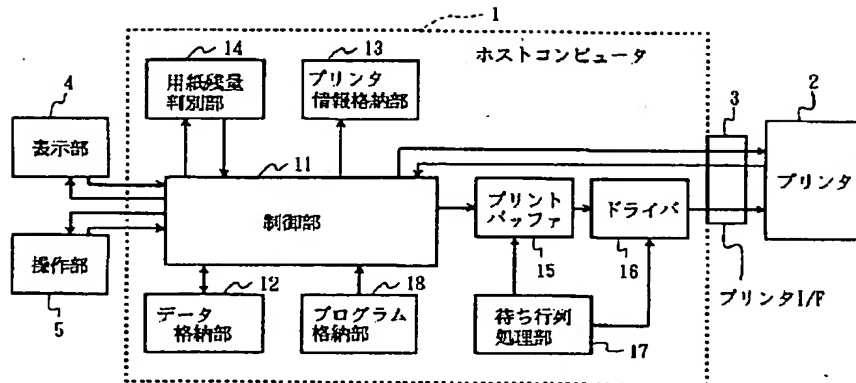 1
ホストコンピュータ
14
用紙残量
判別部
13
プリンタ
情報格納部
4
表示部
3
2
プリンタ
11
制御部
プリント
バッファ
15
ドライバ
16
操作部
5
12
データ
格納部
18
プログラム
格納部
待ち行列
処理部
17
プリンタI/F